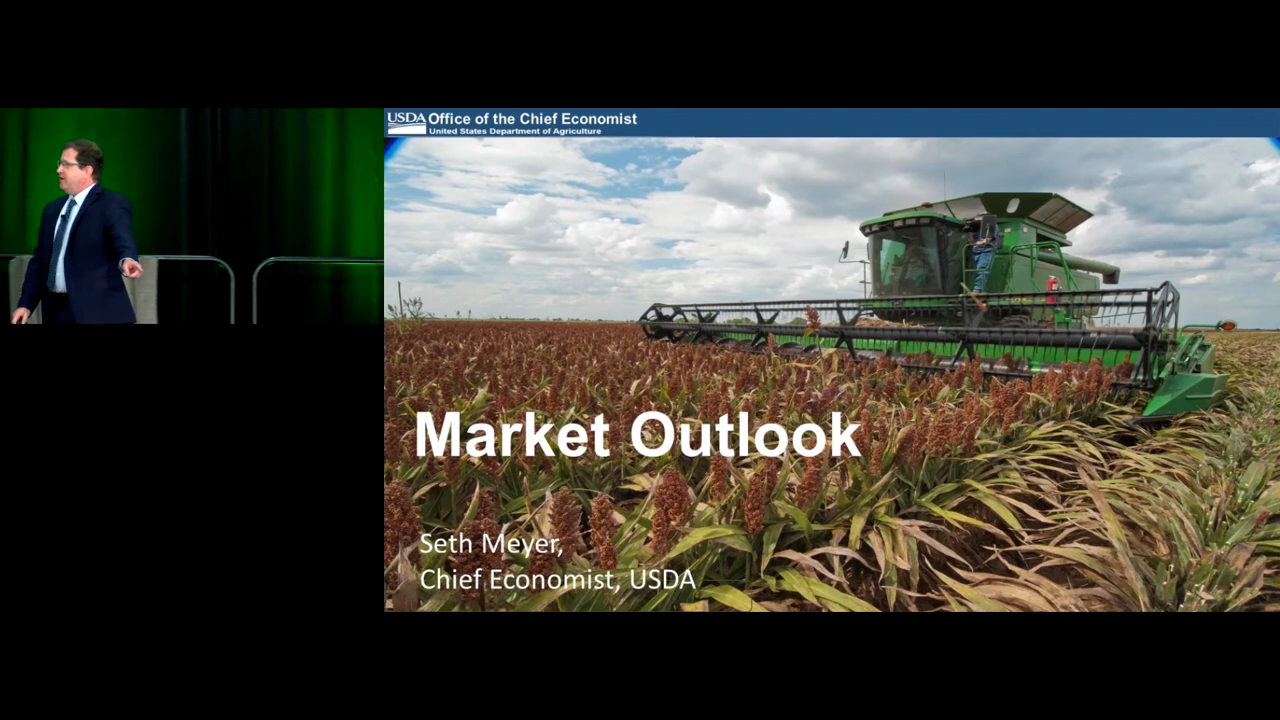 USDA Office of the Chief Economist
United States Department of Agriculture
Market Outlook
Seth Meyer,
Chief Economist, USDA